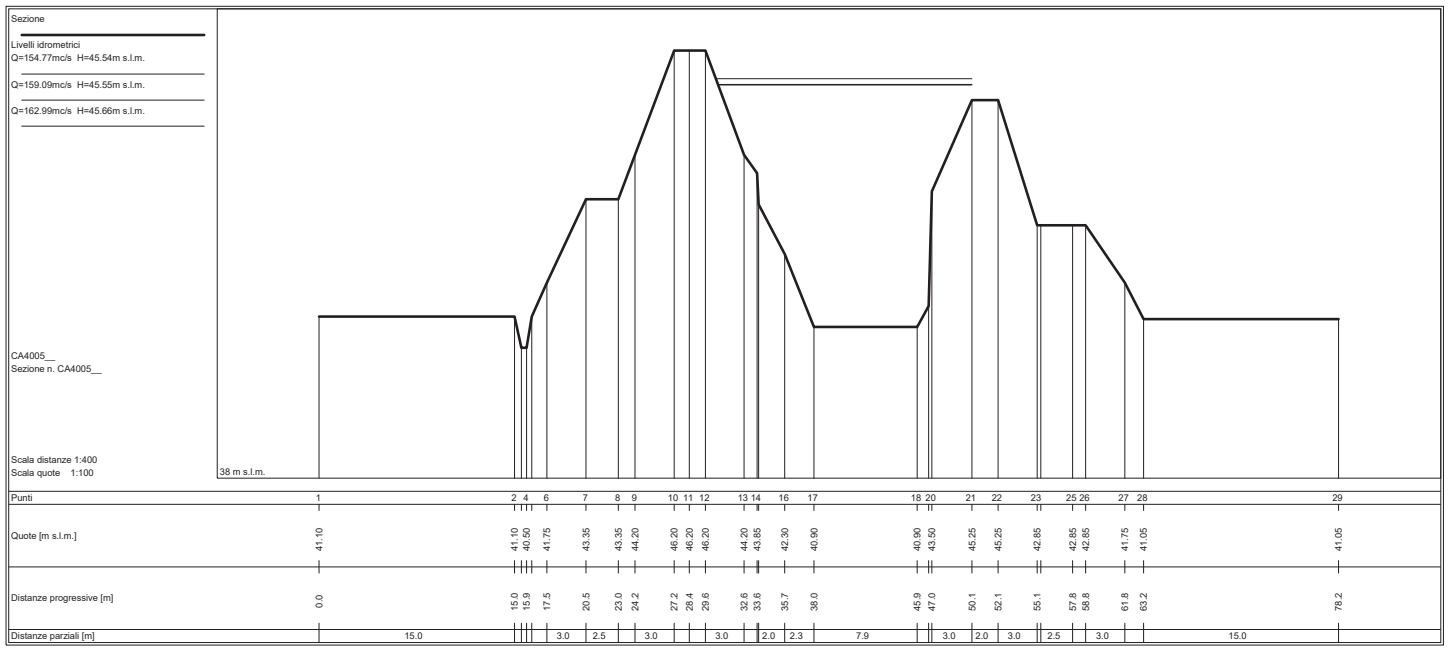 Sezione
Livelli idrometrici
Q=154.77mc/s H=45.54m s.l.m.
Q=159.09mc/s H=45.55m s.l.m.
Q=162.99mc/s H=45.66m s.l.m.
CA4005__
Sezione n. CA4005__
Scala distanze 1:400
Scala quote 1:100
38 m s.l.m.
Punti 1 2 4 6 7 8 9 10 11 12 13 14 16 17 18 20 21 22 23 25 26 27 28 29
Quote [m s.l.m.] 41.10 41.10 40.50 41.75 43.35 43.35 44.20 46.20 46.20 46.20 44.20 43.85 42.30 40.90 40.90 43.50 45.25 45.25 42.85 42.85 42.85 41.75 41.05 41.05
Distanze progressive [m] 0.0 15.0 15.9 17.5 20.5 23.0 24.2 27.2 28.4 29.6 32.6 33.6 35.7 38.0 45.9 47.0 50.1 52.1 55.1 57.8 58.8 61.8 63.2 78.2
Distanze parziali [m] 15.0 3.0 2.5 3.0 3.0 2.0 2.3 7.9 3.0 2.0 3.0 2.5 3.0 15.0